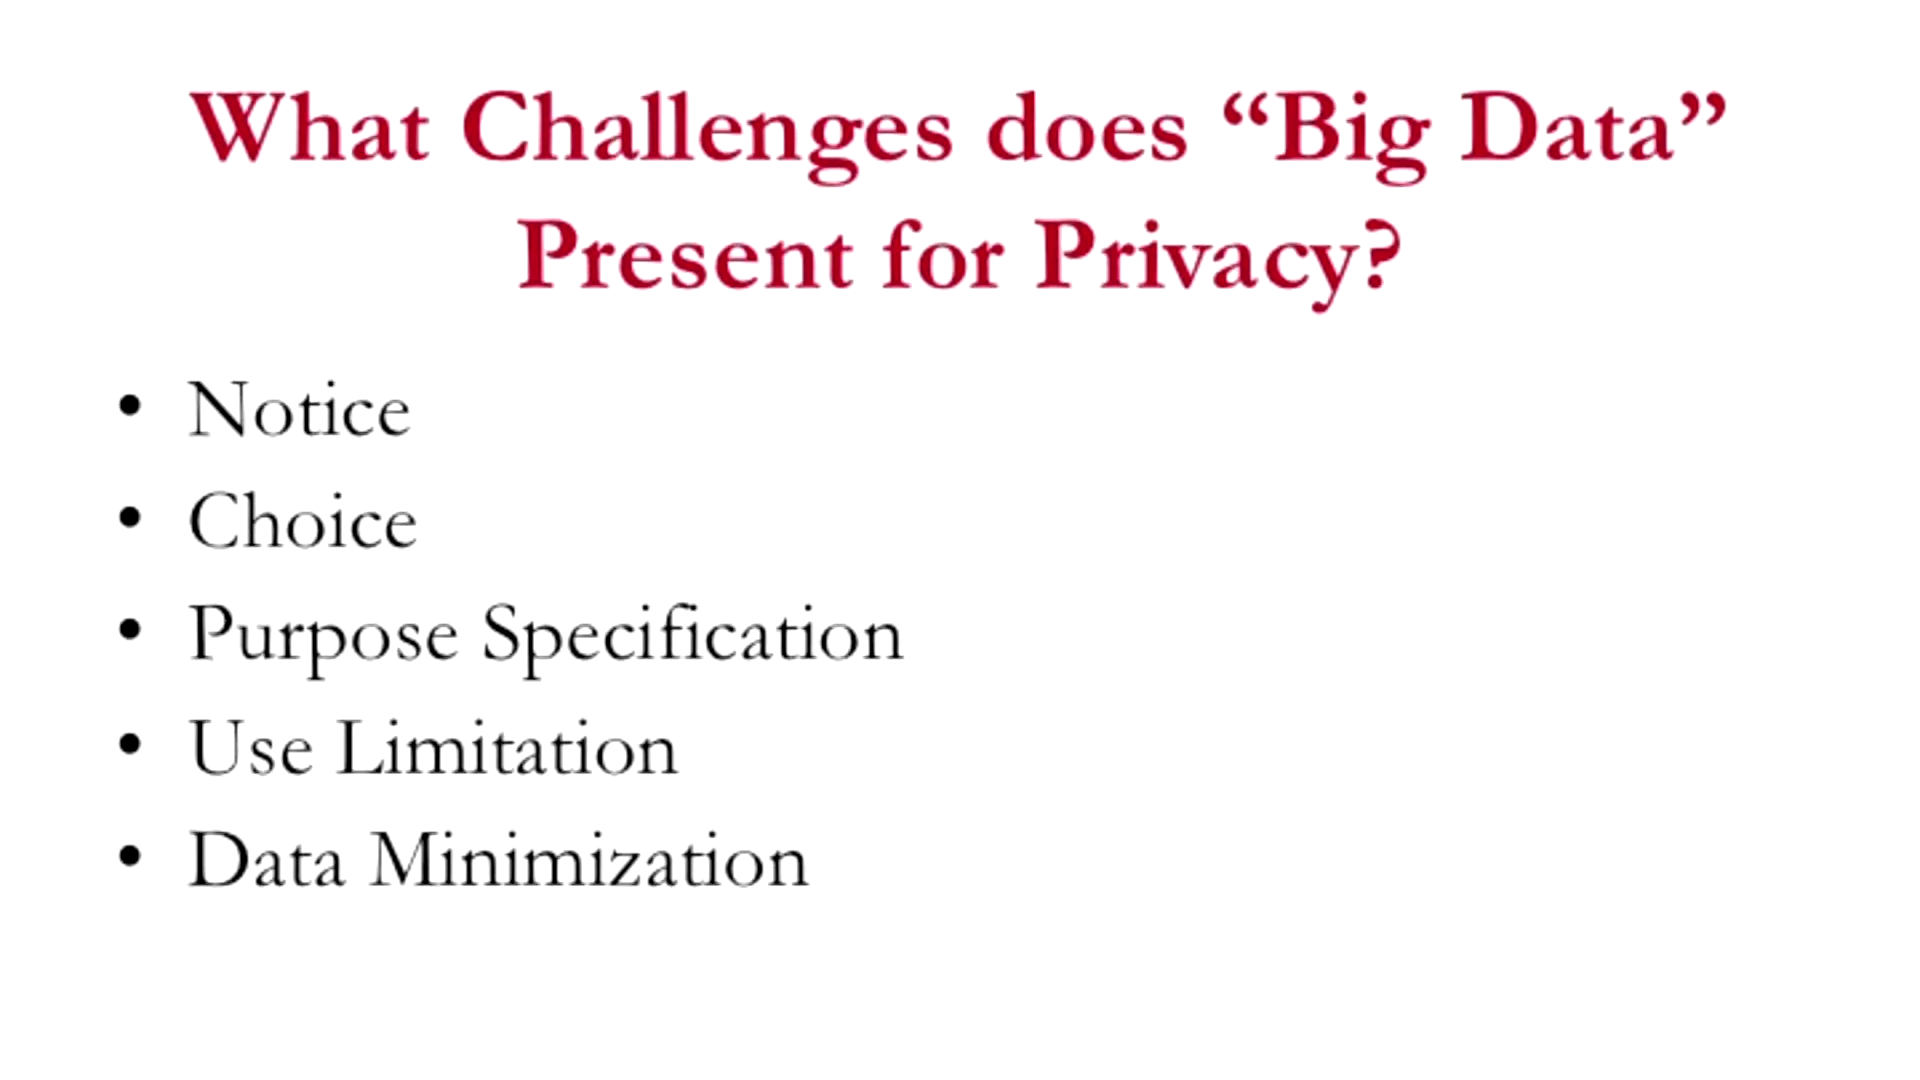 What Challenges does “Big Data”
Present for Privacy?
• Notice
• Choice
• Purpose Specification
• Use Limitation
• Data Minimization